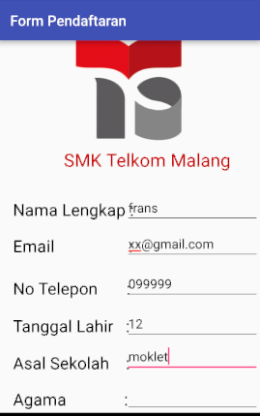 Form Pendaftaran
SMK Telkom Malang
Nama Lengkap : frans
Email xx@gmail.com
No Telepon : 099999
Tanggal Lahir : 12
Asal Sekolah : moklet
Agama :